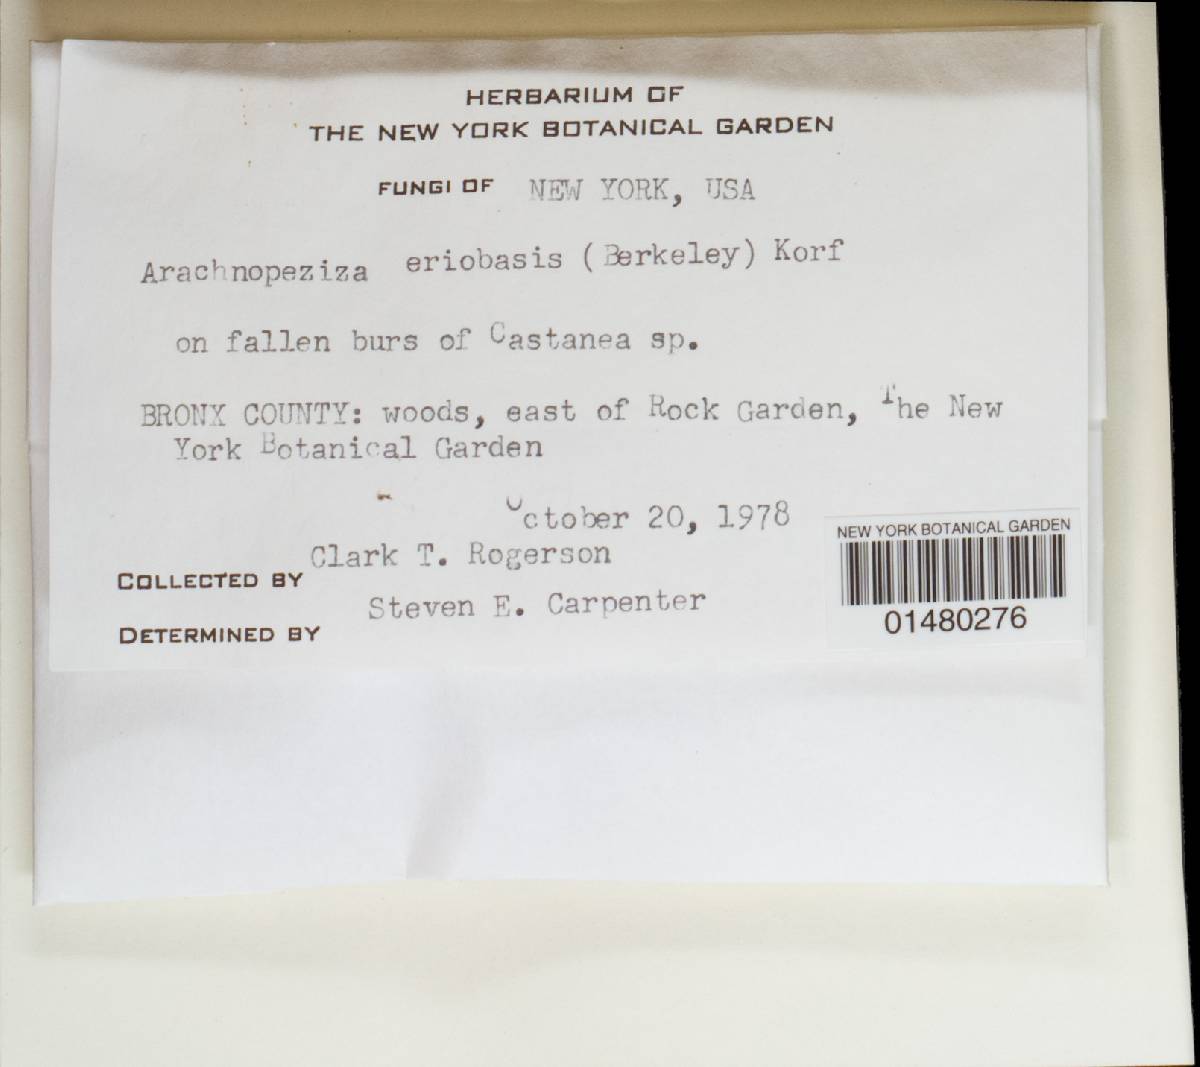 HERBARIUM OF
THE NEW YORK BOTANICAL GARDEN
FUNGI OF NEW YORK, USA
Arachnopeziza eriobasis (Berkeley) Korf
on fallen burs of Castanea sp.
BRONX COUNTY: woods, east of Rock Garden, The New
York Botanical Garden
October 20, 1978
COLLECTED BY Clark T. Rogerson
DETERMINED BY Steven E. Carpenter
NEW YORK BOTANICAL GARDEN
01480276